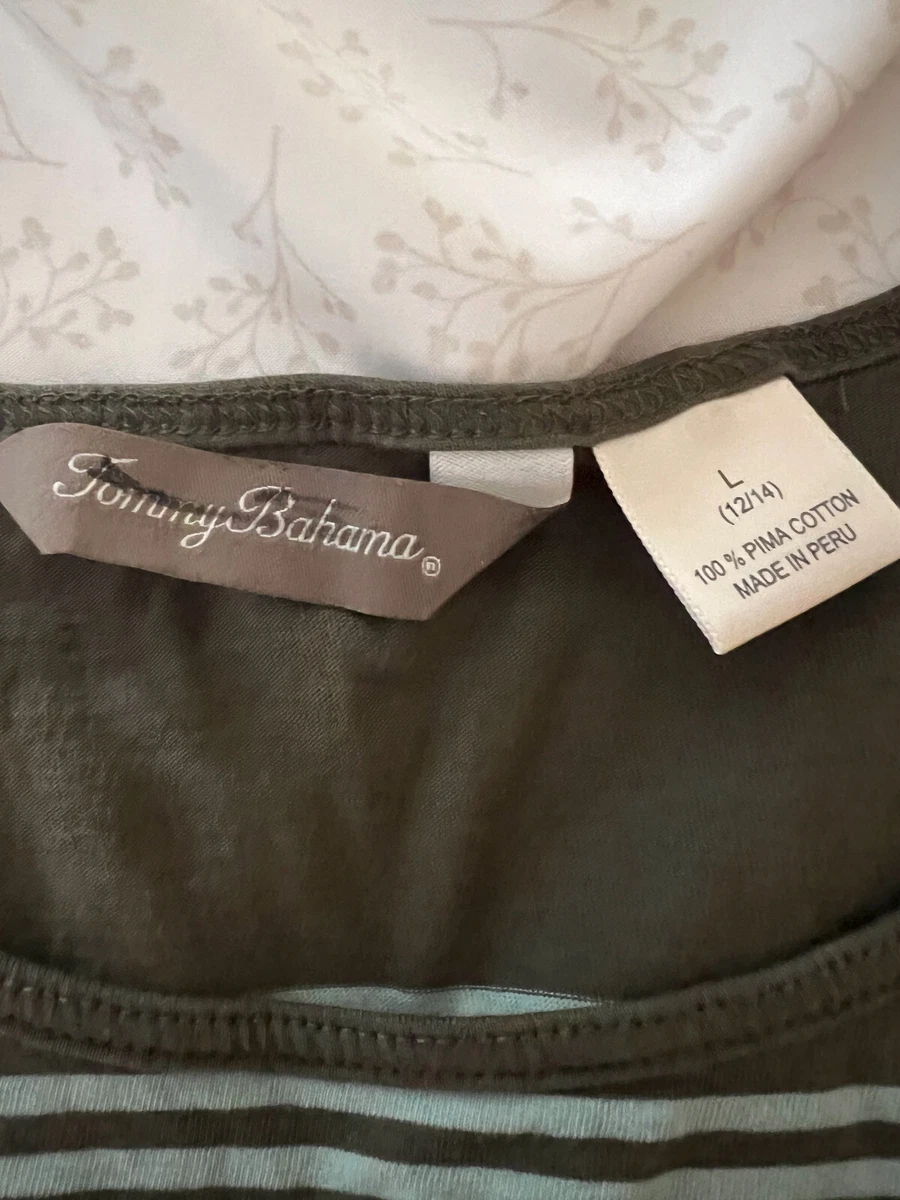 Tommy Bahama
L
(12/14)
100 % PIMA COTTON
MADE IN PERU